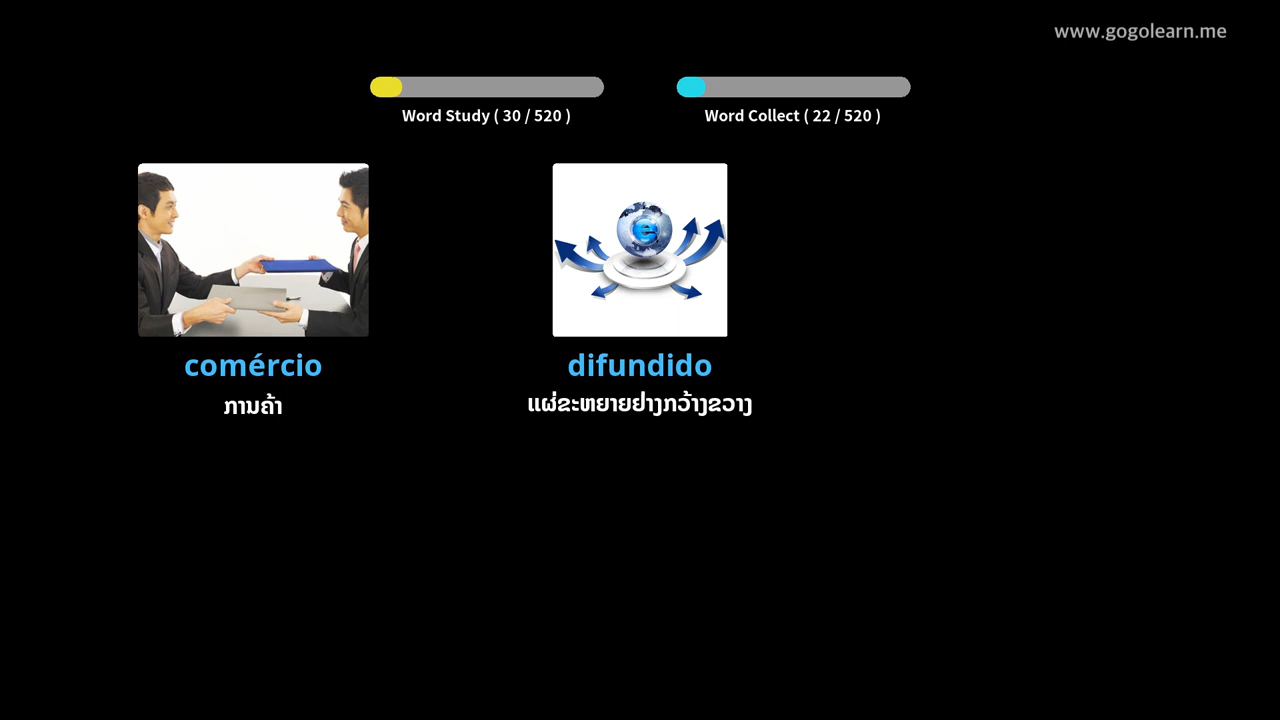 www.gogolearn.me
Word Study ( 30 / 520 )
Word Collect ( 22 / 520 )
e
comércio
difundido
ການຄ້າ
ແຜ່ຂະຫຍາຍຢ່າງກວ້າງຂວາງ